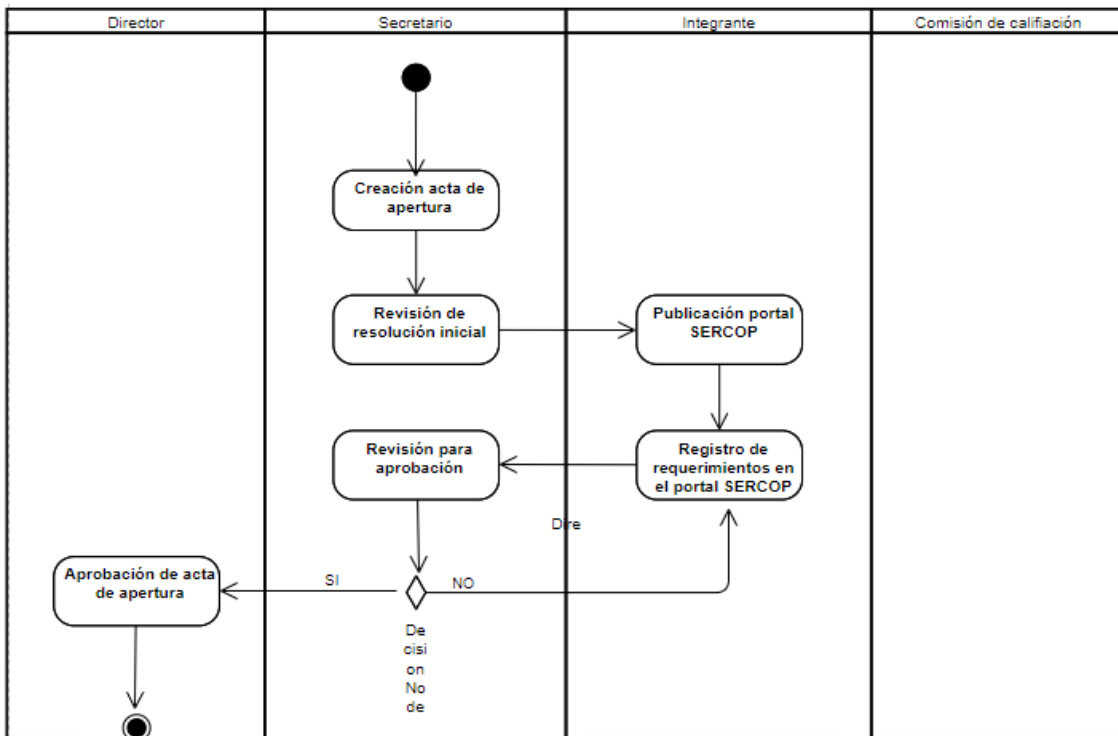 Director
Secretario
Integrante
Comisión de califiación
Creación acta de
apertura
Revisión de
resolución inicial
Publicación portal
SERCOP
Revisión para
aprobación
Registro de
requerimientos en
el portal SERCOP
Dire
Aprobación de acta
de apertura
SI
NO
De
cisi
on
No
de